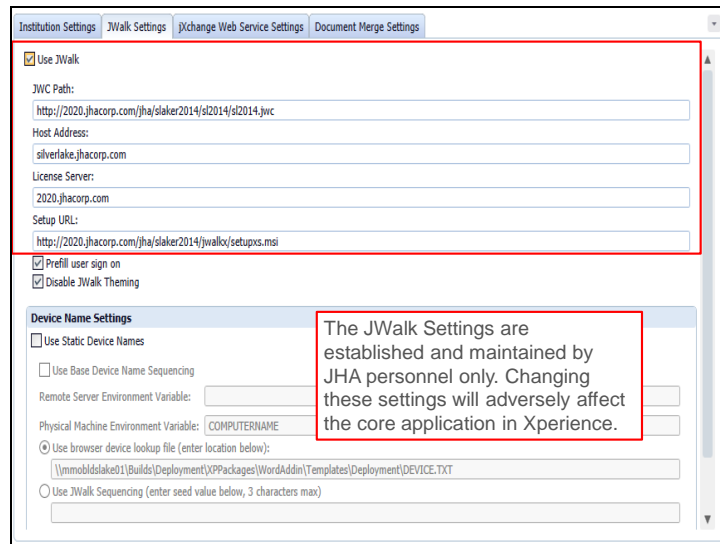 Institution Settings JWalk Settings jXchange Web Service Settings Document Merge Settings
Use JWalk
JWC Path:
http://2020.jhacorp.com/jha/slaker2014/sl2014/sl2014.jwc
Host Address:
silverlake.jhacorp.com
License Server:
2020.jhacorp.com
Setup URL:
http://2020.jhacorp.com/jha/slaker2014/jwalkx/setupxs.msi
Prefill user sign on
Disable JWalk Theming
Device Name Settings
Use Static Device Names
Use Base Device Name Sequencing
Remote Server Environment Variable:
Physical Machine Environment Variable: COMPUTERNAME
Use browser device lookup file (enter location below):
\\mmobldslake01\Builds\Deployment\XPPackages\WordAddin\Templates\Deployment\DEVICE.TXT
Use JWalk Sequencing (enter seed value below, 3 characters max)
The JWalk Settings are
established and maintained by
JHA personnel only. Changing
these settings will adversely affect
the core application in Xperience.